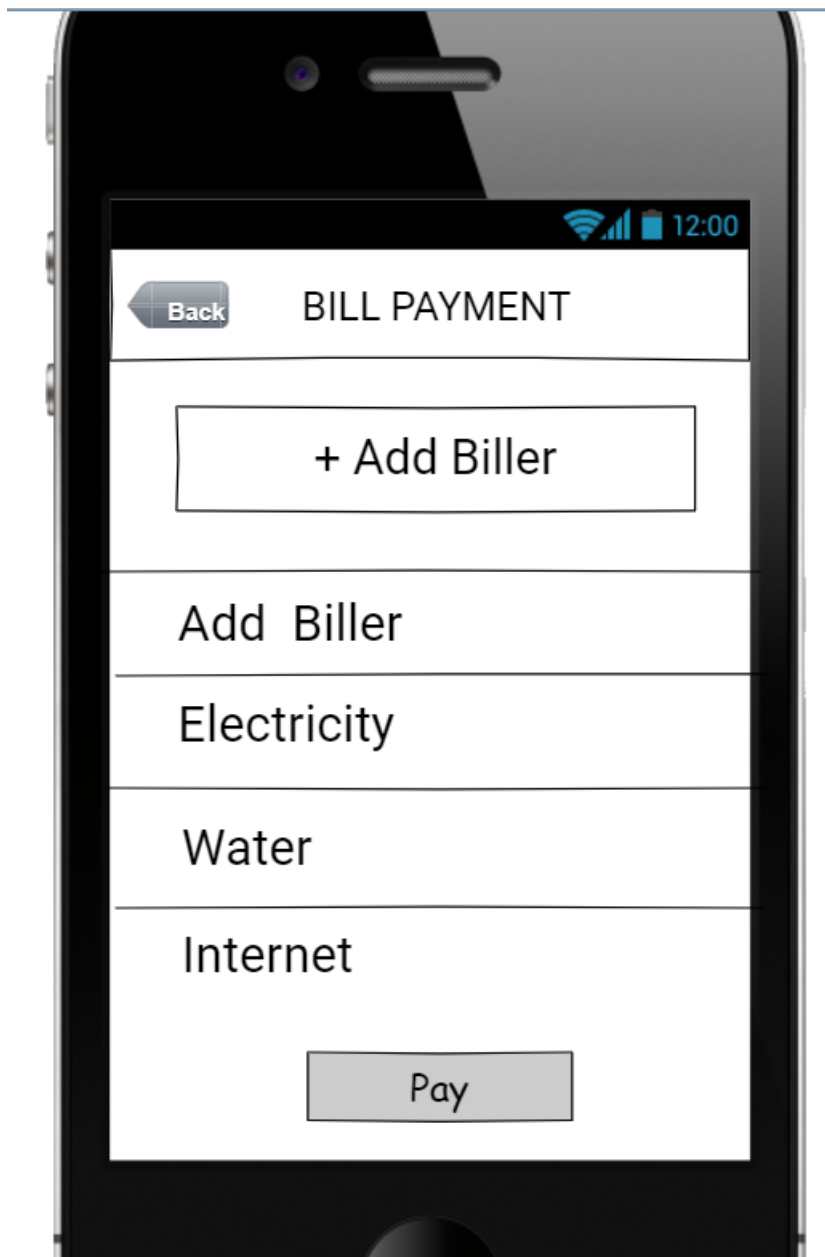 12:00
Back BILL PAYMENT
+ Add Biller
Add Biller
Electricity
Water
Internet
Pay